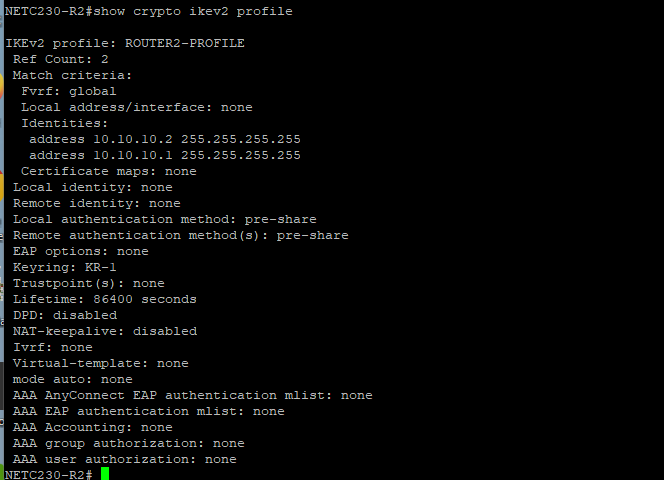 NETC230-R2#show crypto ikev2 profile
IKEv2 profile: ROUTER2-PROFILE
Ref Count: 2
Match criteria:
Fvrf: global
Local address/interface: none
Identities:
address 10.10.10.2 255.255.255.255
address 10.10.10.1 255.255.255.255
Certificate maps: none
Local identity: none
Remote identity: none
Local authentication method: pre-share
Remote authentication method(s): pre-share
EAP options: none
Keyring: KR-1
Trustpoint(s): none
Lifetime: 86400 seconds
DPD: disabled
NAT-keepalive: disabled
Ivrf: none
Virtual-template: none
mode auto: none
AAA AnyConnect EAP authentication mlist: none
AAA EAP authentication mlist: none
AAA Accounting: none
AAA group authorization: none
AAA user authorization: none
NETC230-R2#